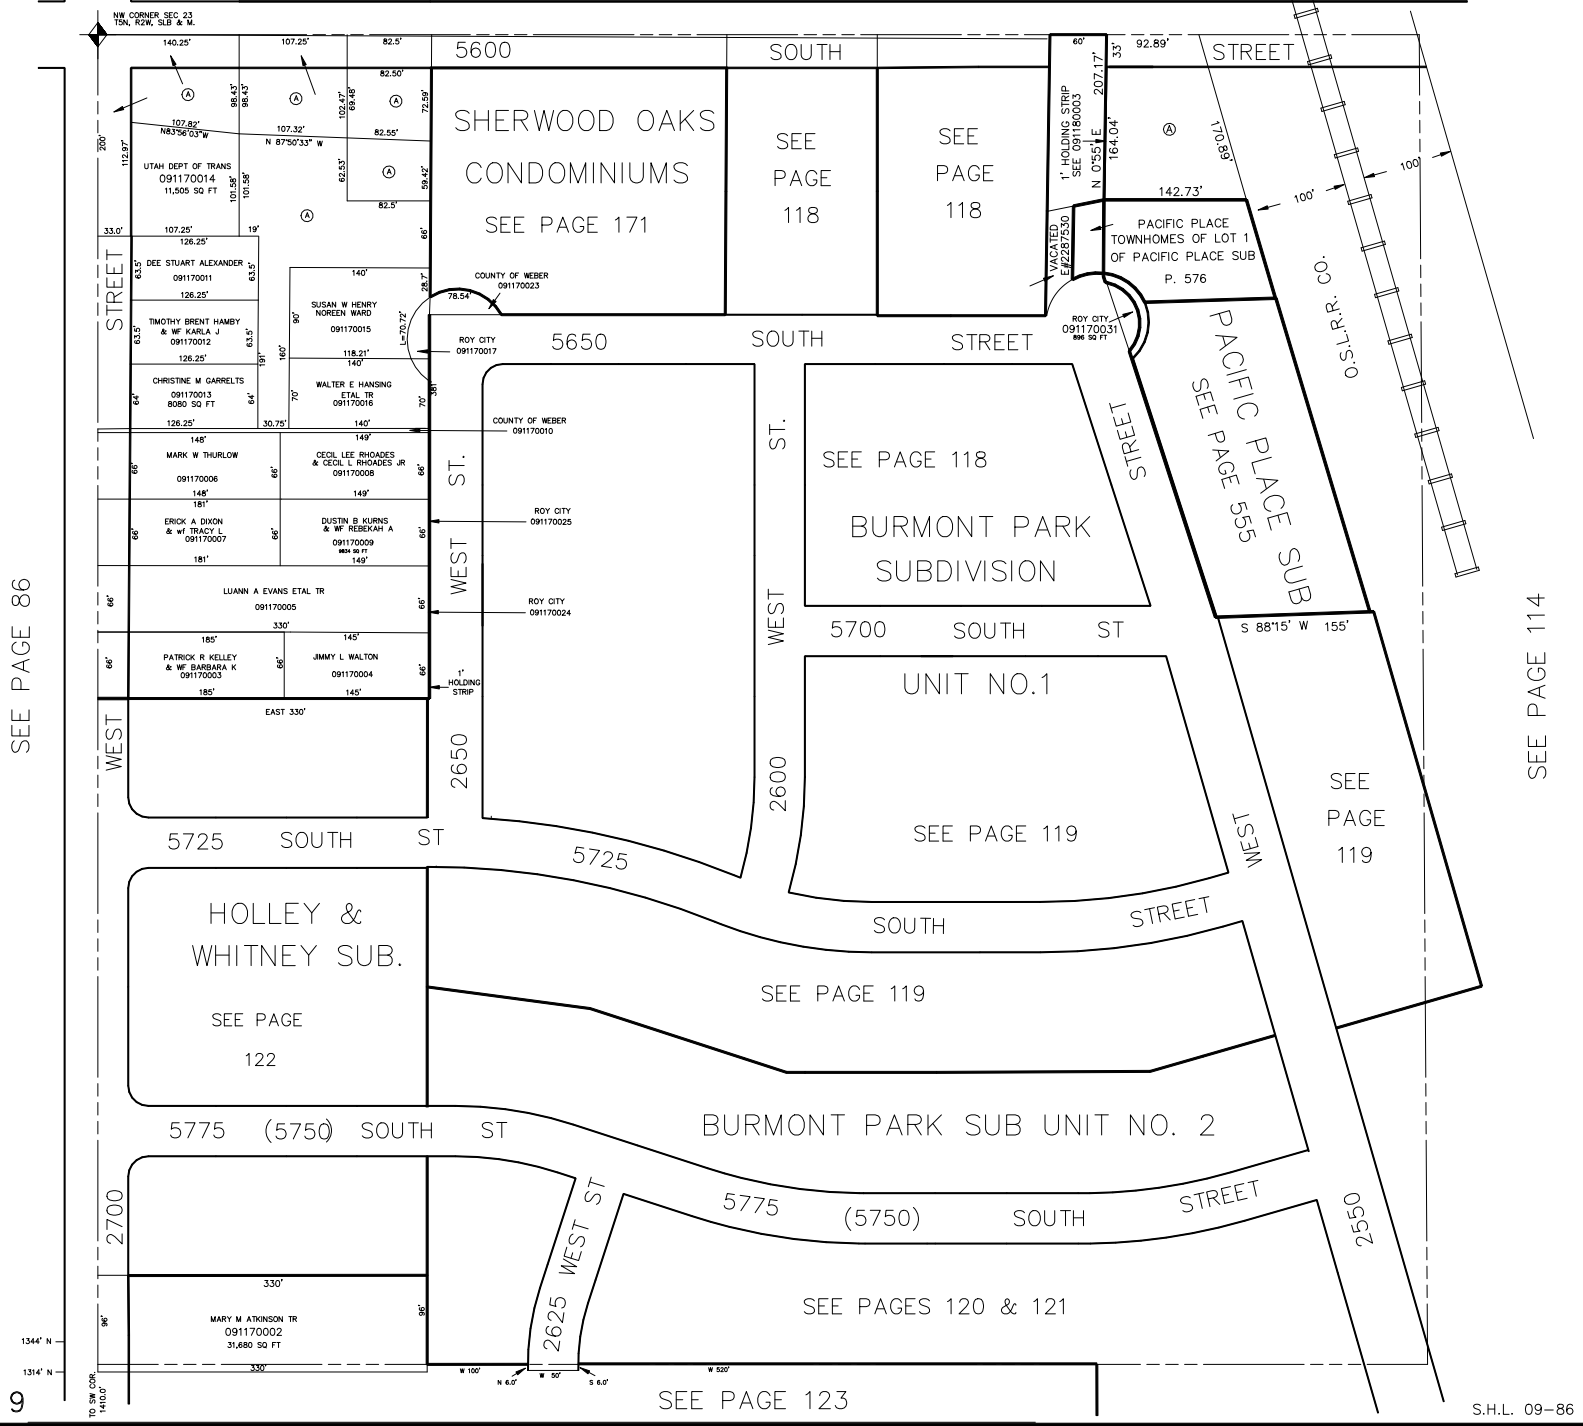 NW CORNER SEC 23
T5N, R2W, SLB & M.
140.25'
107.25'
82.5'
5600
SOUTH
STREET
60'
33'
92.89'
82.50'
98.43'
98.43'
102.47'
69.48'
72.59'
A
A
A
A
A
A
107.82'
N83°56'03"W
107.32'
N 87°50'33" W
82.55'
200'
112.97'
UTAH DEPT OF TRANS
091170014
11,505 SQ FT
101.58'
101.58'
62.53'
59.42'
82.5'
66'
28.7'
33.0'
107.25'
19'
126.25'
SHERWOOD OAKS
CONDOMINIUMS
SEE PAGE 171
SEE
PAGE
118
SEE
PAGE
118
1' HOLDING STRIP
SEE 091180003
N 0°55' E
207.17'
164.04'
170.89'
142.73'
100'
100'
VACATED
E#2287530
PACIFIC PLACE
TOWNHOMES OF LOT 1
OF PACIFIC PLACE SUB
P. 576
STREET
63.5'
DEE STUART ALEXANDER
091170011
63.5'
126.25'
63.5'
TIMOTHY BRENT HAMBY
& WF KARLA J
091170012
63.5'
191'
126.25'
64'
CHRISTINE M GARRELTS
091170013
8080 SQ FT
64'
126.25'
30.75'
140'
SUSAN W HENRY
NOREEN WARD
091170015
90'
160'
118.21'
140'
70'
WALTER E HANSING
ETAL TR
091170016
70'
140'
L=70.72'
78.54'
381'
COUNTY OF WEBER
091170023
ROY CITY
091170017
COUNTY OF WEBER
091170010
5650
SOUTH
STREET
ROY CITY
091170031
896 SQ FT
O.S.L.R.R. CO.
PACIFIC PLACE SUB
SEE PAGE 555
148'
MARK W THURLOW
091170006
66'
66'
148'
149'
CECIL LEE RHOADES
& CECIL L RHOADES JR
091170008
66'
149'
181'
ERICK A DIXON
& wf TRACY L
091170007
66'
66'
181'
DUSTIN B KURNS
& WF REBEKAH A
091170009
9834 SQ FT
66'
149'
ROY CITY
091170025
66'
LUANN A EVANS ETAL TR
091170005
66'
330'
ROY CITY
091170024
185'
66'
PATRICK R KELLEY
& WF BARBARA K
091170003
66'
185'
145'
JIMMY L WALTON
091170004
66'
145'
1'
HOLDING
STRIP
EAST 330'
ST.
WEST
2650
ST.
WEST
2600
STREET
SEE PAGE 118
BURMONT PARK
SUBDIVISION
5700
SOUTH
ST
UNIT NO.1
S 88°15' W
155'
SEE PAGE 86
SEE PAGE 114
WEST
SEE
PAGE
119
SEE PAGE 119
WEST
5725
SOUTH
ST
5725
SOUTH
STREET
HOLLEY &
WHITNEY SUB.
SEE PAGE
122
SEE PAGE 119
5775
(5750)
SOUTH
ST
BURMONT PARK SUB UNIT NO. 2
2700
5775
(5750)
SOUTH
STREET
2550
2625 WEST ST
330'
96'
MARY M ATKINSON TR
091170002
31,680 SQ FT
96'
330'
SEE PAGES 120 & 121
1344' N
1314' N
TO SW COR.
1410.0'
W 100'
N 6.0'
W 50'
S 6.0'
W 520'
SEE PAGE 123
9
S.H.L. 09-86